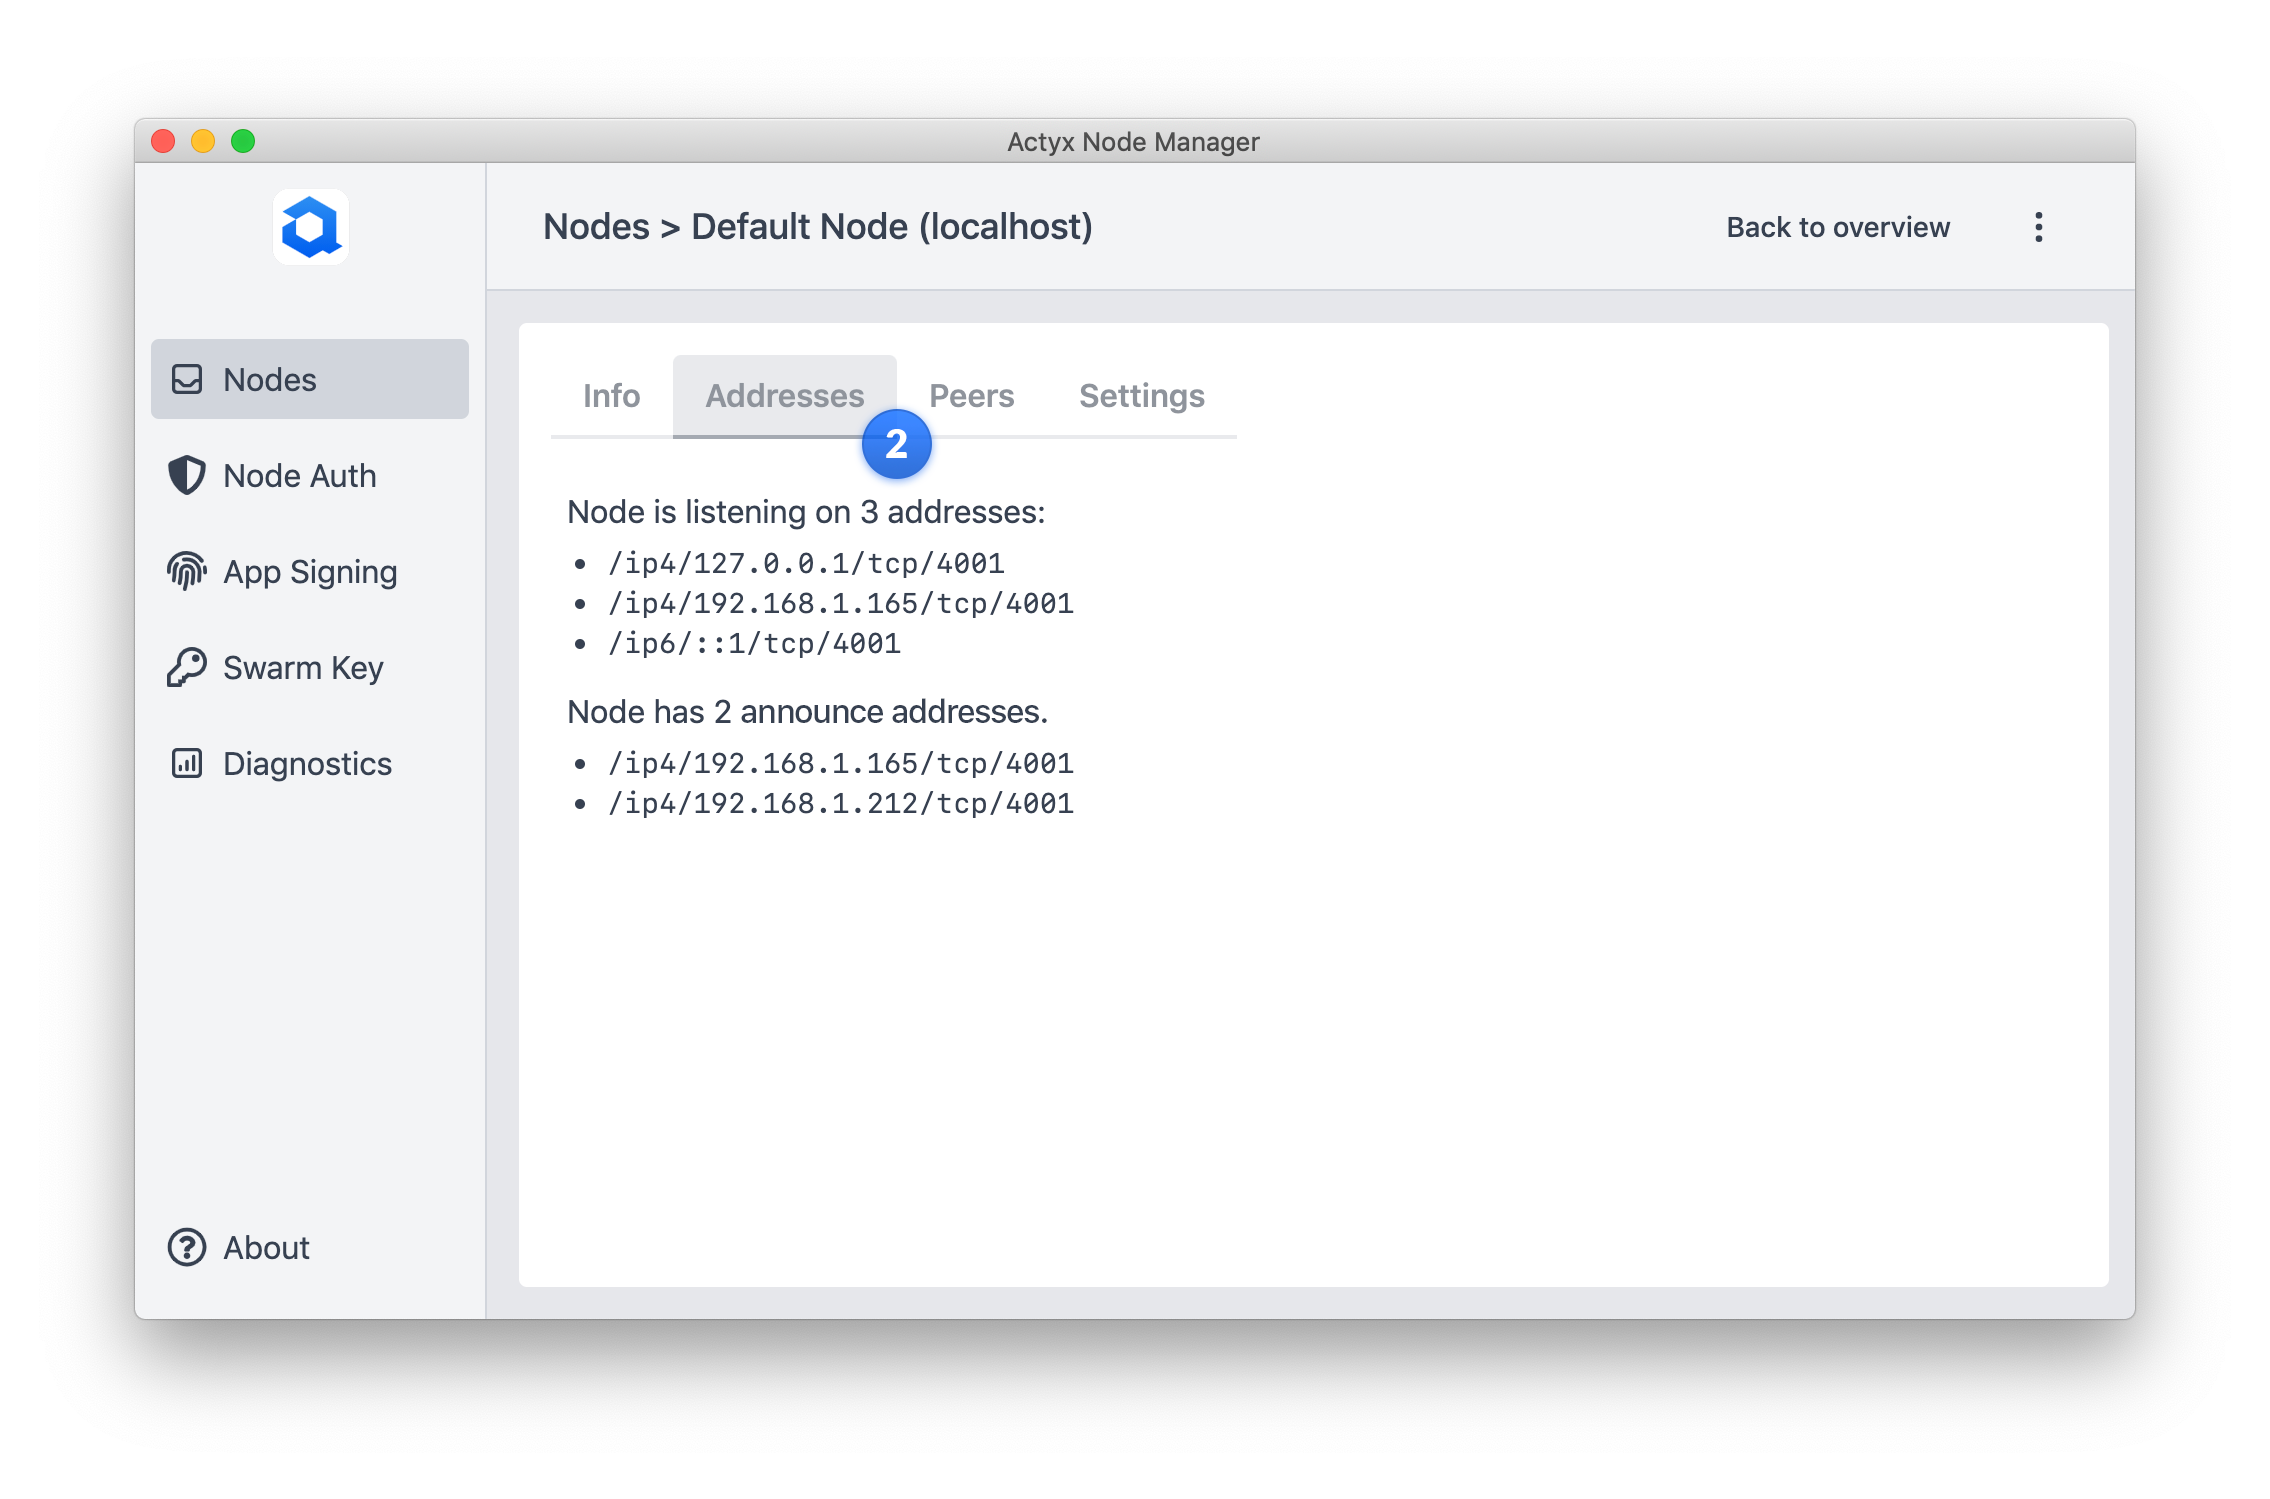 Actyx Node Manager
Nodes > Default Node (localhost)
Back to overview
Nodes
Node Auth
App Signing
Swarm Key
Diagnostics
About
Info
Addresses
Peers
Settings
2
Node is listening on 3 addresses:
• /ip4/127.0.0.1/tcp/4001
• /ip4/192.168.1.165/tcp/4001
• /ip6/::1/tcp/4001
Node has 2 announce addresses.
• /ip4/192.168.1.165/tcp/4001
• /ip4/192.168.1.212/tcp/4001